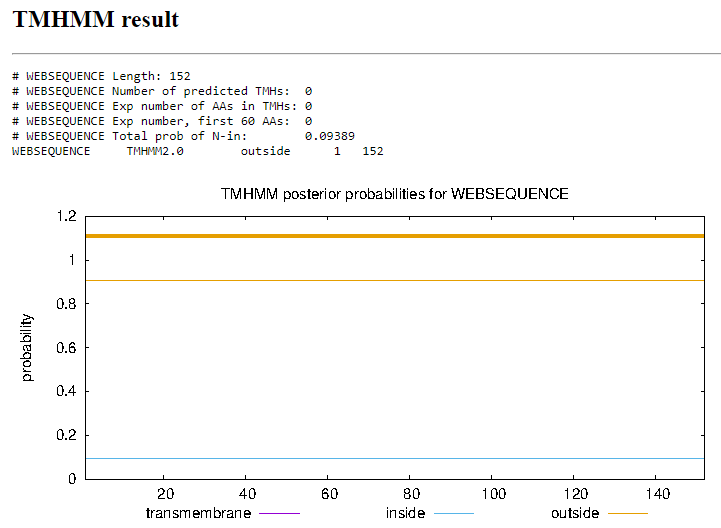 TMHMM result
# WEBSEQUENCE Length: 152
# WEBSEQUENCE Number of predicted TMHs:  0
# WEBSEQUENCE Exp number of AAs in TMHs: 0
# WEBSEQUENCE Exp number, first 60 AAs:  0
# WEBSEQUENCE Total prob of N-in:        0.09389
WEBSEQUENCE     TMHMM2.0        outside      1   152
TMHMM posterior probabilities for WEBSEQUENCE
1.2
1
0.8
0.6
0.4
0.2
0
probability
20 40 60 80 100 120 140
transmembrane inside outside